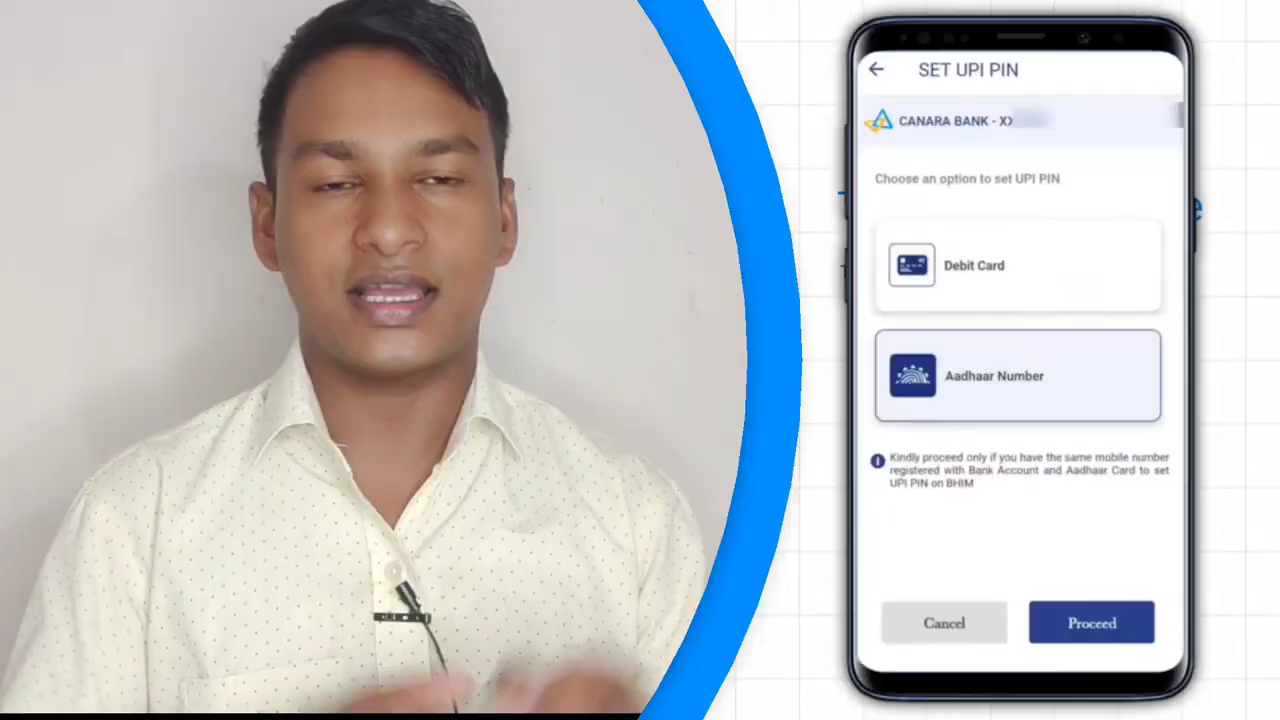 SET UPI PIN
CANARA BANK - XX
Choose an option to set UPI PIN
Debit Card
Aadhaar Number
Kindly proceed only if you have the same mobile number
registered with Bank Account and Aadhaar Card to set
UPI PIN on BHIM
Cancel
Proceed